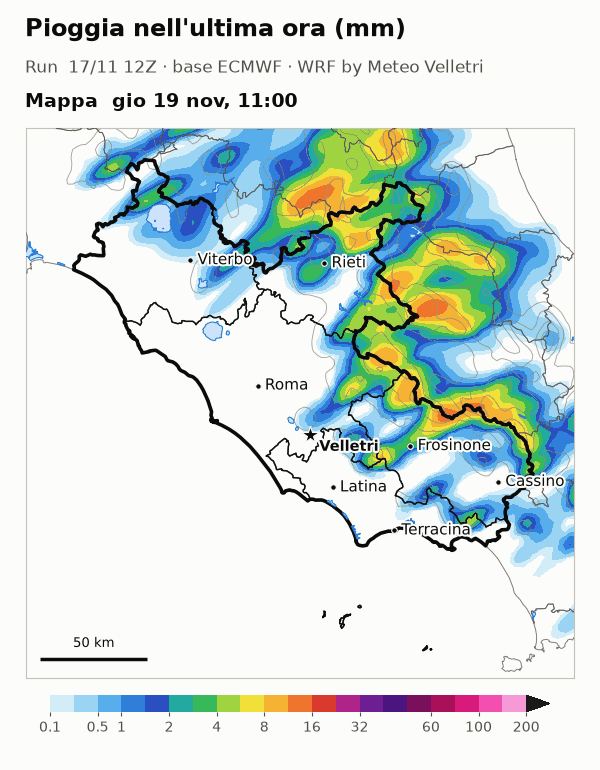 Pioggia nell'ultima ora (mm)
Run  17/11 12Z · base ECMWF · WRF by Meteo Velletri
Mappa  gio 19 nov, 11:00
Viterbo
Rieti
Roma
Velletri
Frosinone
Cassino
Latina
Terracina
50 km
0.1 0.5 1 2 4 8 16 32 60 100 200